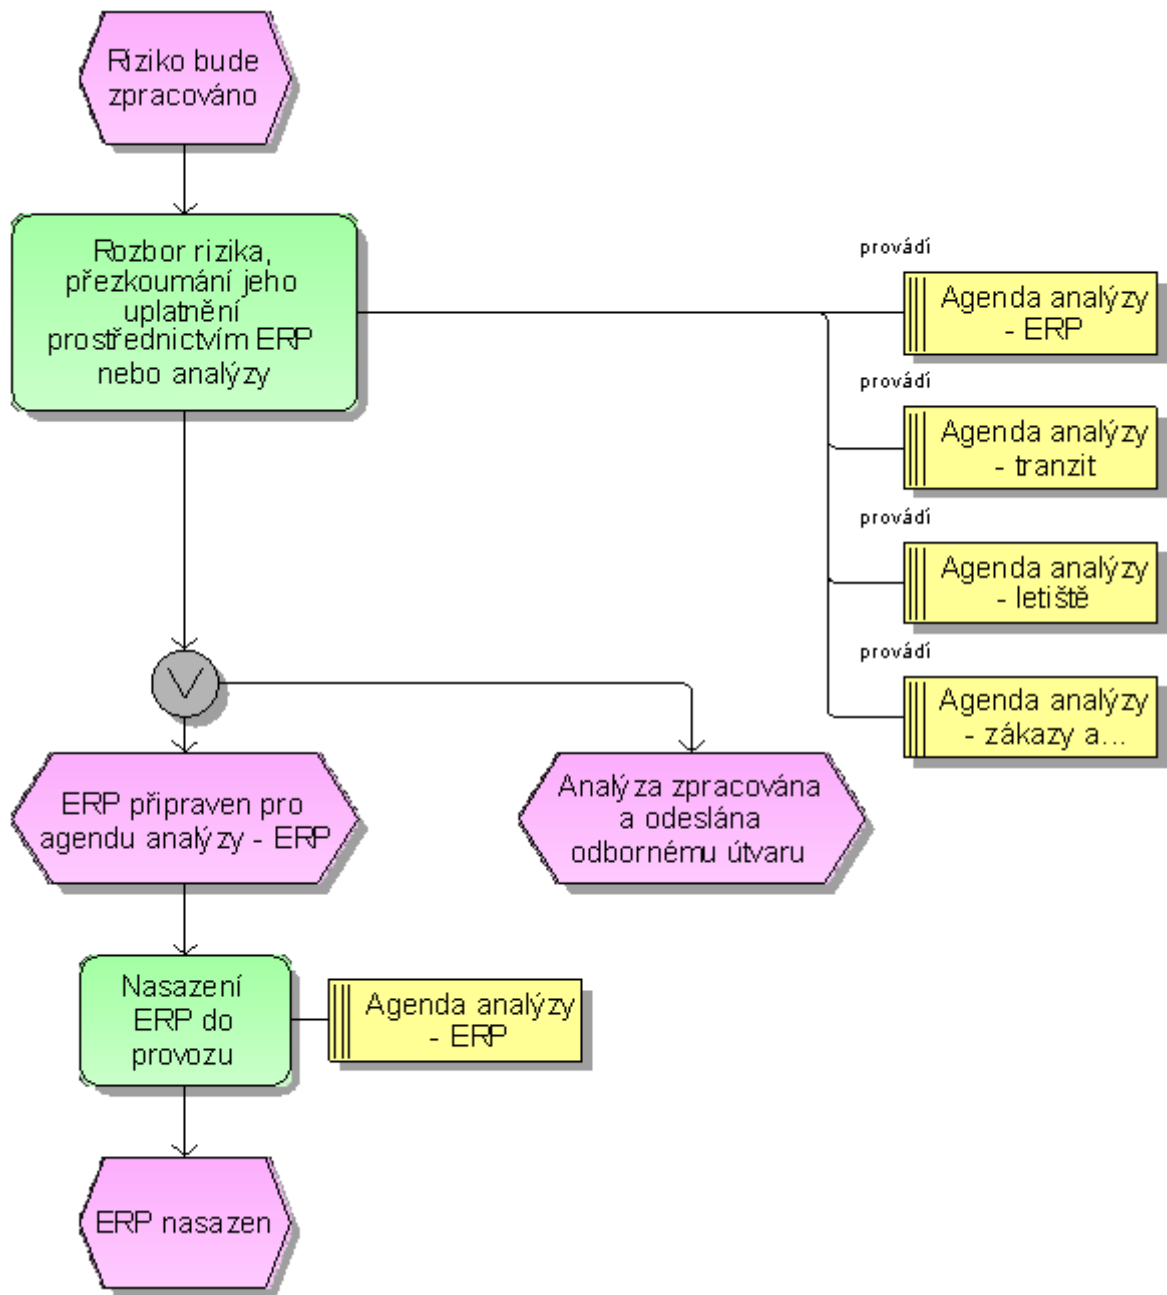 Riziko bude
zpracováno
Rozbor rizika,
přezkoumání jeho
uplatnění
prostřednictvím ERP
nebo analýzy
provádí
Agenda analýzy
- ERP
provádí
Agenda analýzy
- tranzit
provádí
Agenda analýzy
- letiště
provádí
Agenda analýzy
- zákazy a...
V
ERP připraven pro
agendu analýzy - ERP
Analýza zpracována
a odeslána
odbornému útvaru
Nasazení
ERP do
provozu
Agenda analýzy
- ERP
ERP nasazen